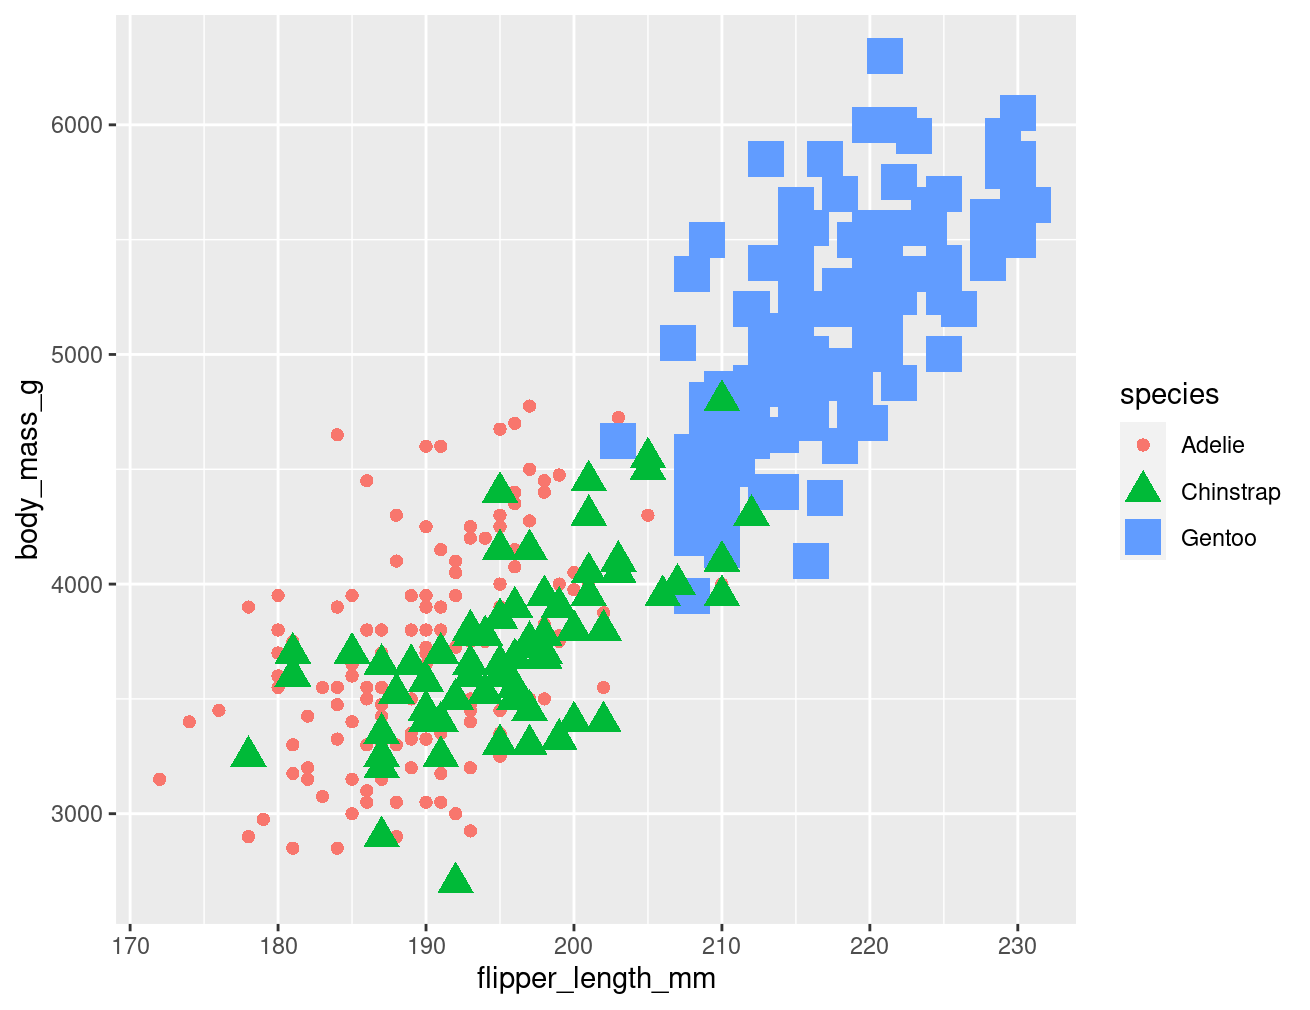 6000
5000
4000
3000
body_mass_g
170 180 190 200 210 220 230
flipper_length_mm
species
Adelie
Chinstrap
Gentoo